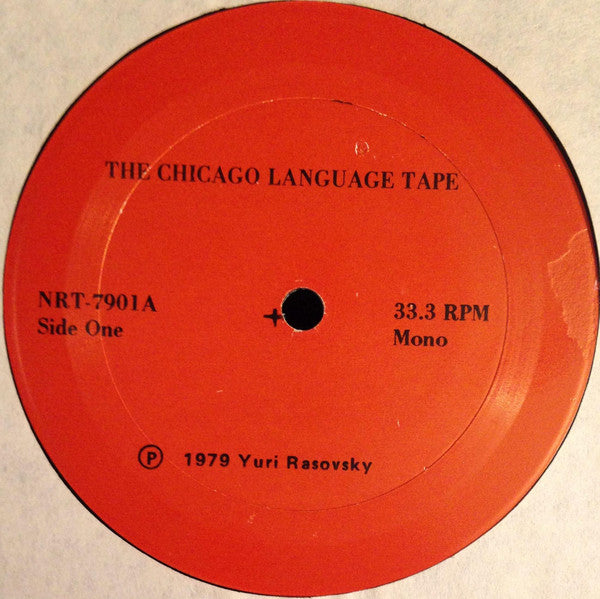 THE CHICAGO LANGUAGE TAPE
NRT-7901A
Side One
33.3 RPM
Mono
Ⓟ 1979 Yuri Rasovsky